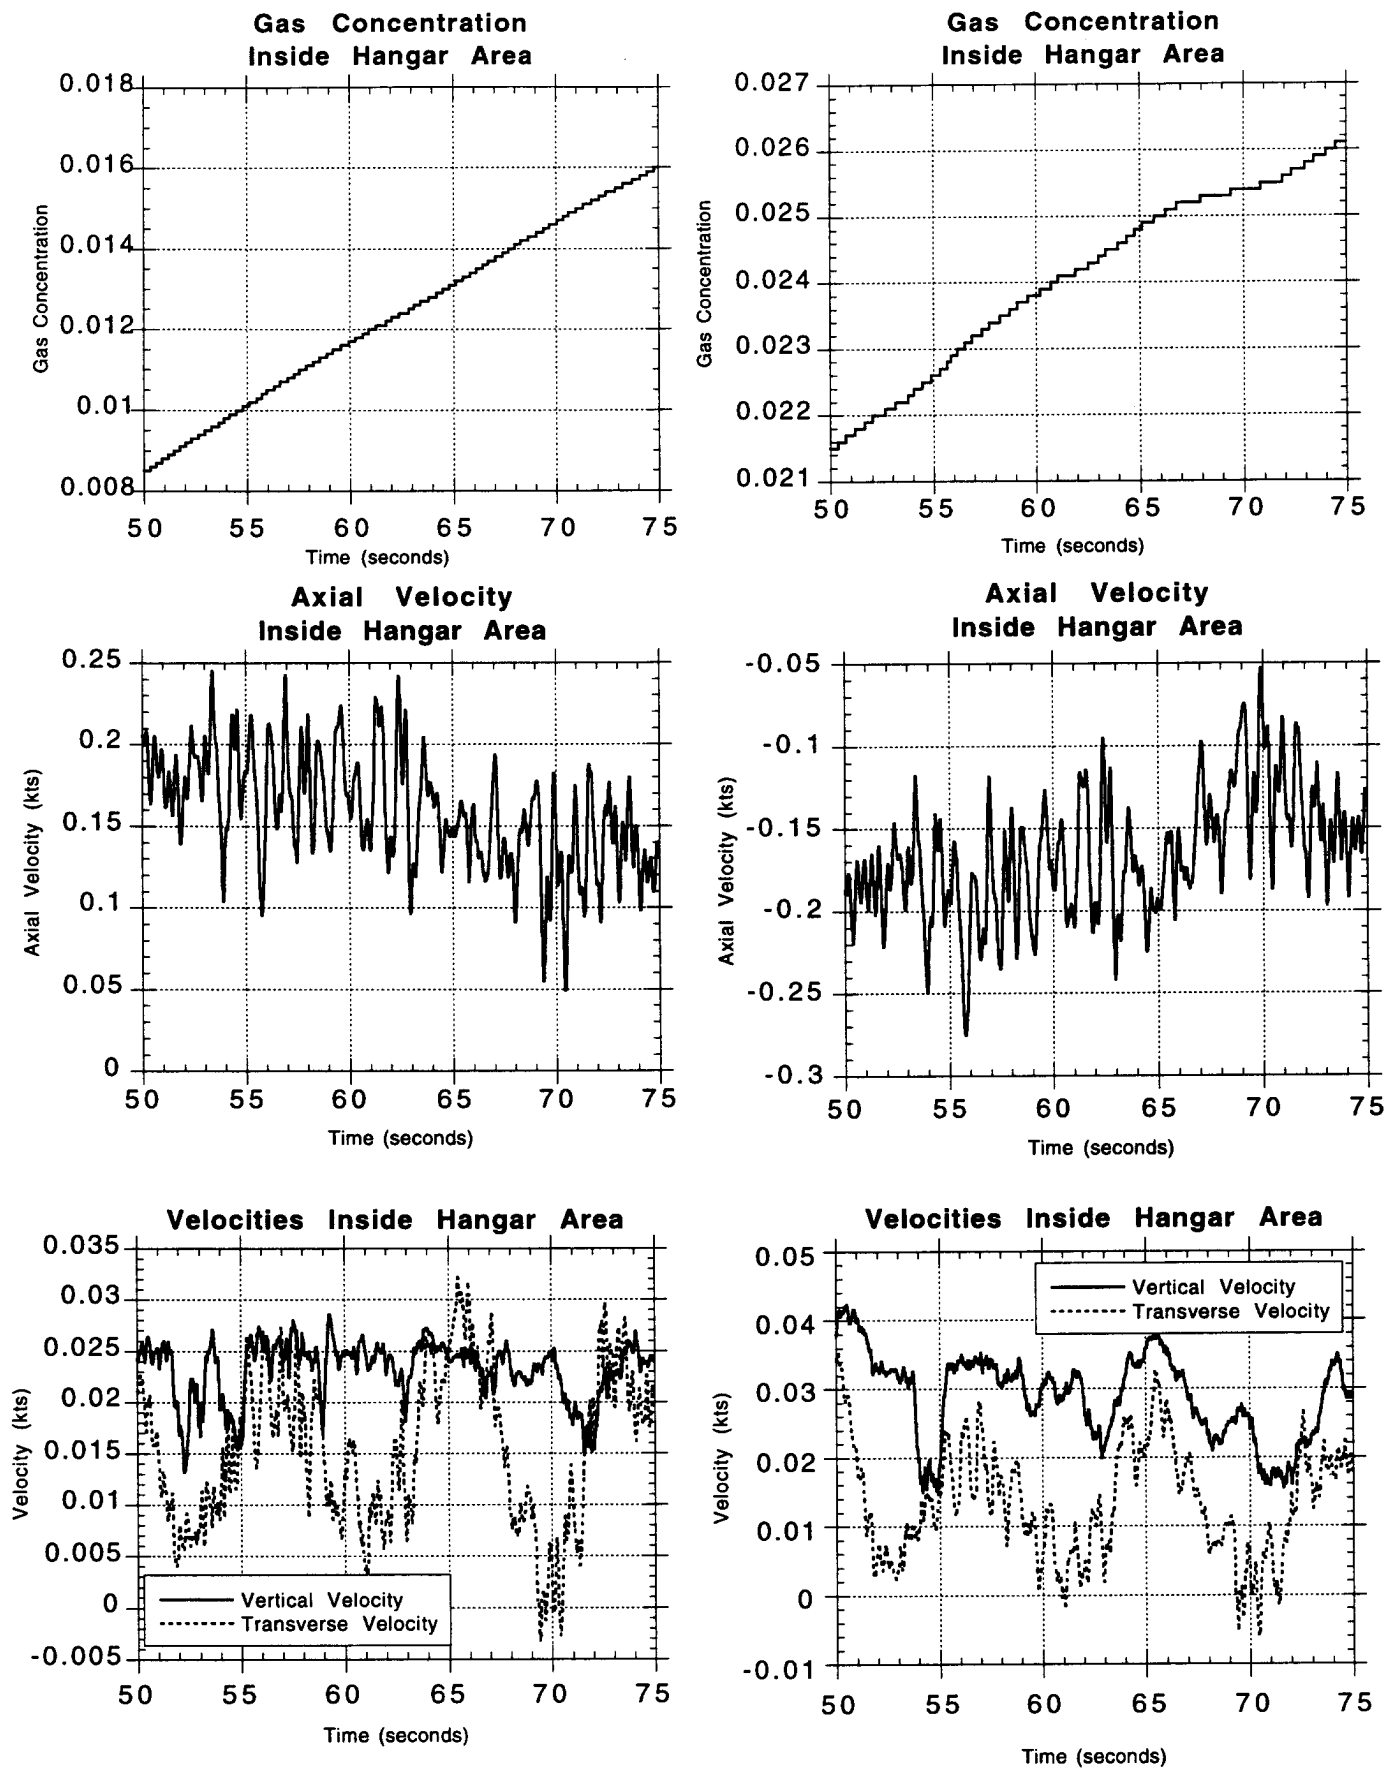 Gas Concentration
Inside Hangar Area
0.018
0.016
0.014
0.012
0.01
0.008
Gas Concentration
50 55 60 65 70 75
Time (seconds)
Gas Concentration
Inside Hangar Area
0.027
0.026
0.025
0.024
0.023
0.022
0.021
Gas Concentration
50 55 60 65 70 75
Time (seconds)
Axial Velocity
Inside Hangar Area
0.25
0.2
0.15
0.1
0.05
0
Axial Velocity (kts)
50 55 60 65 70 75
Time (seconds)
Axial Velocity
Inside Hangar Area
-0.05
-0.1
-0.15
-0.2
-0.25
-0.3
Axial Velocity (kts)
50 55 60 65 70 75
Time (seconds)
Velocities Inside Hangar Area
0.035
0.03
0.025
0.02
0.015
0.01
0.005
0
-0.005
Velocity (kts)
Vertical Velocity
Transverse Velocity
50 55 60 65 70 75
Time (seconds)
Velocities Inside Hangar Area
0.05
0.04
0.03
0.02
0.01
0
-0.01
Velocity (kts)
Vertical Velocity
Transverse Velocity
50 55 60 65 70 75
Time (seconds)